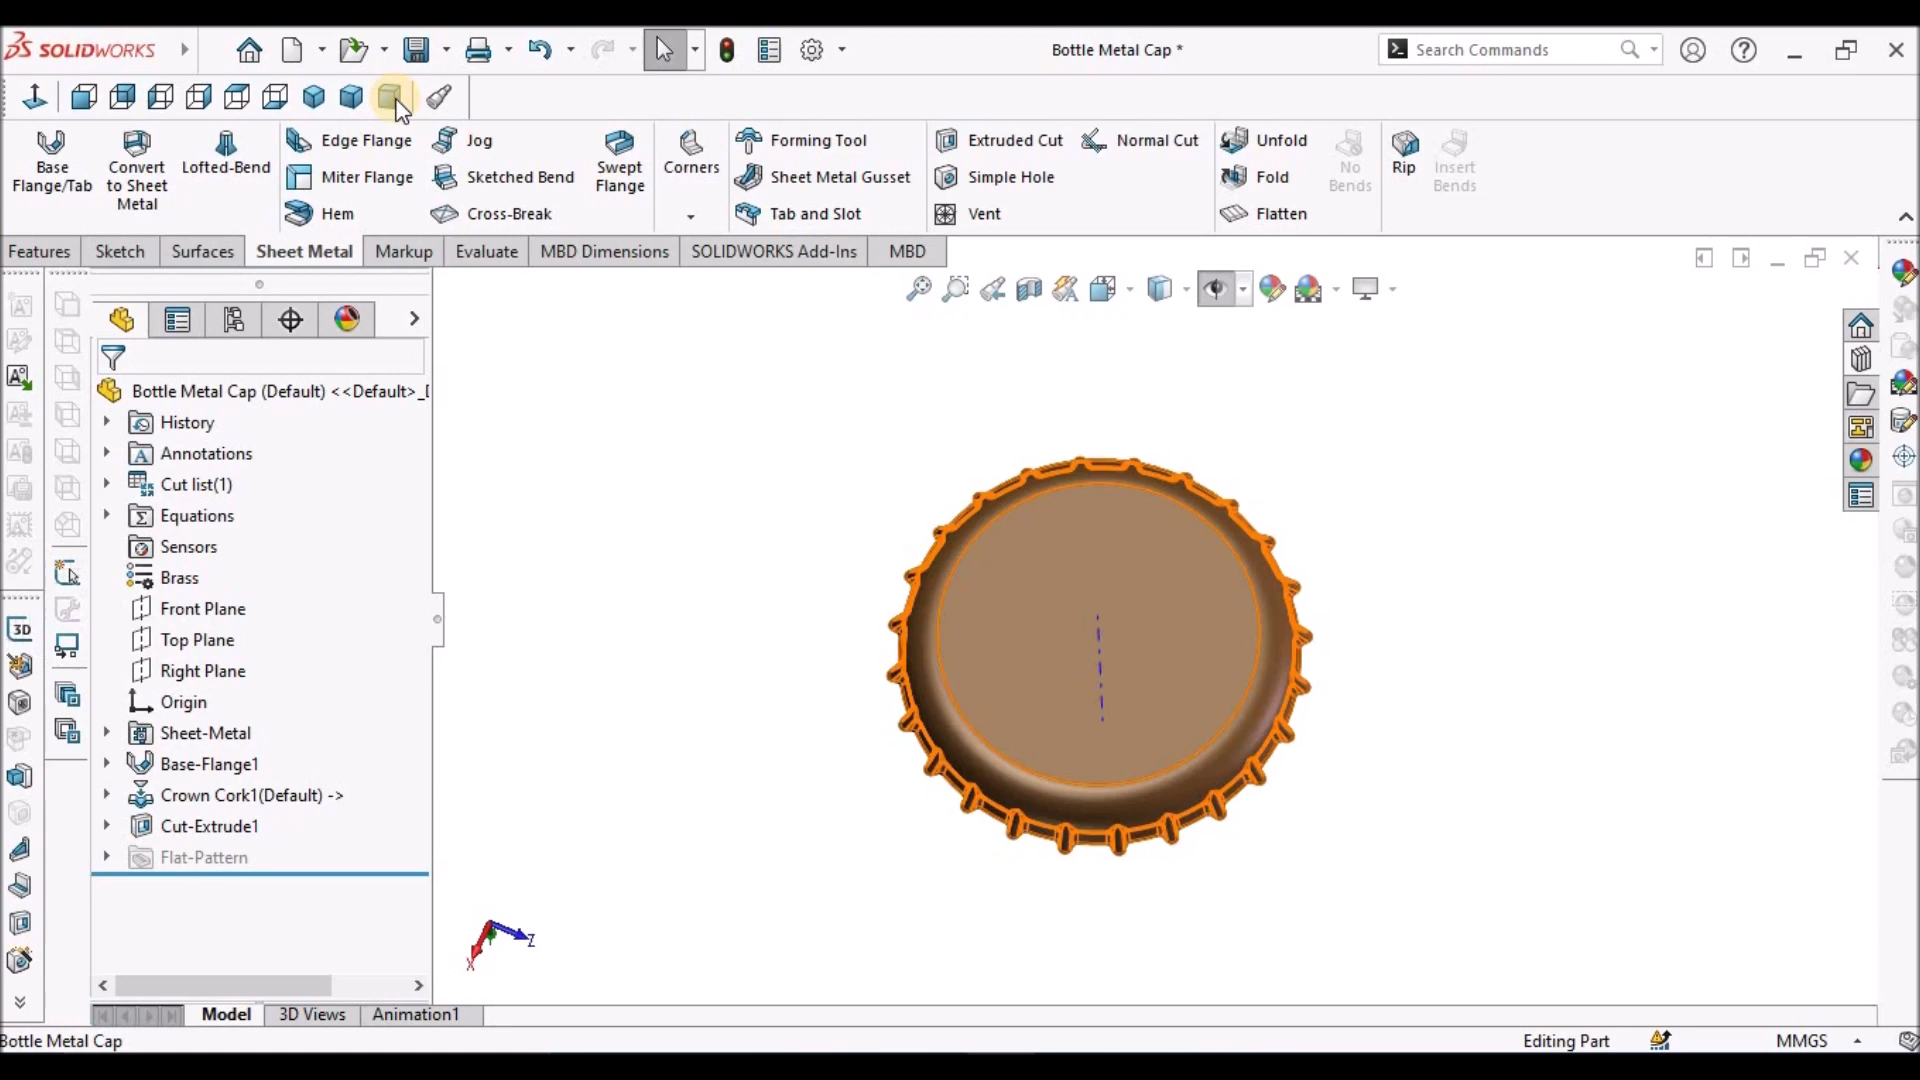 SOLIDWORKS
Bottle Metal Cap *
Search Commands
Base Flange/Tab
Convert to Sheet Metal
Lofted-Bend
Edge Flange
Miter Flange
Hem
Jog
Sketched Bend
Cross-Break
Swept Flange
Corners
Forming Tool
Sheet Metal Gusset
Tab and Slot
Extruded Cut
Simple Hole
Vent
Normal Cut
Unfold
Fold
Flatten
No Bends
Rip
Insert Bends
Features Sketch Surfaces Sheet Metal Markup Evaluate MBD Dimensions SOLIDWORKS Add-Ins MBD
Bottle Metal Cap (Default) <<Default>_
History
Annotations
Cut list(1)
Equations
Sensors
Brass
Front Plane
Top Plane
Right Plane
Origin
Sheet-Metal
Base-Flange1
Crown Cork1(Default) ->
Cut-Extrude1
Flat-Pattern
3D
Z
X
Model 3D Views Animation1
Bottle Metal Cap
Editing Part
MMGS